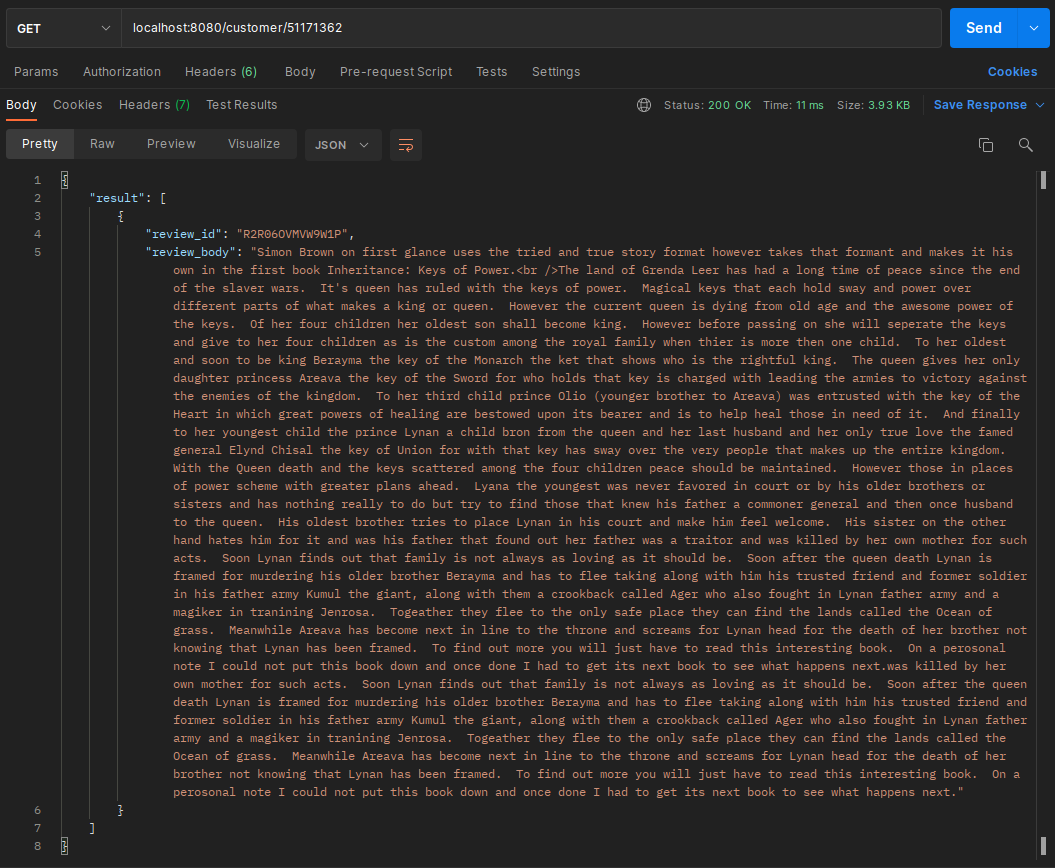 GET localhost:8080/customer/51171362 Send
Params Authorization Headers (6) Body Pre-request Script Tests Settings Cookies
Body Cookies Headers (7) Test Results Status: 200 OK Time: 11 ms Size: 3.93 KB Save Response
Pretty Raw Preview Visualize JSON
1 {
2 "result": [
3 {
4 "review_id": "R2R06OVMVW9W1P",
5 "review_body": "Simon Brown on first glance uses the tried and true story format however takes that formant and makes it his
own in the first book Inheritance: Keys of Power.<br />The land of Grenda Leer has had a long time of peace since the end
of the slaver wars.  It's queen has ruled with the keys of power.  Magical keys that each hold sway and power over
different parts of what makes a king or queen.  However the current queen is dying from old age and the awesome power of
the keys.  Of her four children her oldest son shall become king.  However before passing on she will seperate the keys
and give to her four children as is the custom among the royal family when thier is more then one child.  To her oldest
and soon to be king Berayma the key of the Monarch the ket that shows who is the rightful king.  The queen gives her only
daughter princess Areava the key of the Sword for who holds that key is charged with leading the armies to victory against
the enemies of the kingdom.  To her third child prince Olio (younger brother to Areava) was entrusted with the key of the
Heart in which great powers of healing are bestowed upon its bearer and is to help heal those in need of it.  And finally
to her youngest child the prince Lynan a child bron from the queen and her last husband and her only true love the famed
general Elynd Chisal the key of Union for with that key has sway over the very people that makes up the entire kingdom.
With the Queen death and the keys scattered among the four children peace should be maintained.  However those in places
of power scheme with greater plans ahead.  Lyana the youngest was never favored in court or by his older brothers or
sisters and has nothing really to do but try to find those that knew his father a commoner general and then once husband
to the queen.  His oldest brother tries to place Lynan in his court and make him feel welcome.  His sister on the other
hand hates him for it and was his father that found out her father was a traitor and was killed by her own mother for such
acts.  Soon Lynan finds out that family is not always as loving as it should be.  Soon after the queen death Lynan is
framed for murdering his older brother Berayma and has to flee taking along with him his trusted friend and former soldier
in his father army Kumul the giant, along with them a crookback called Ager who also fought in Lynan father army and a
magiker in tranining Jenrosa.  Togeather they flee to the only safe place they can find the lands called the Ocean of
grass.  Meanwhile Areava has become next in line to the throne and screams for Lynan head for the death of her brother not
knowing that Lynan has been framed.  To find out more you will just have to read this interesting book.  On a perosonal
note I could not put this book down and once done I had to get its next book to see what happens next.was killed by her
own mother for such acts.  Soon Lynan finds out that family is not always as loving as it should be.  Soon after the queen
death Lynan is framed for murdering his older brother Berayma and has to flee taking along with him his trusted friend and
former soldier in his father army Kumul the giant, along with them a crookback called Ager who also fought in Lynan father
army and a magiker in tranining Jenrosa.  Togeather they flee to the only safe place they can find the lands called the
Ocean of grass.  Meanwhile Areava has become next in line to the throne and screams for Lynan head for the death of her
brother not knowing that Lynan has been framed.  To find out more you will just have to read this interesting book.  On a
perosonal note I could not put this book down and once done I had to get its next book to see what happens next."
6 }
7 ]
8 }